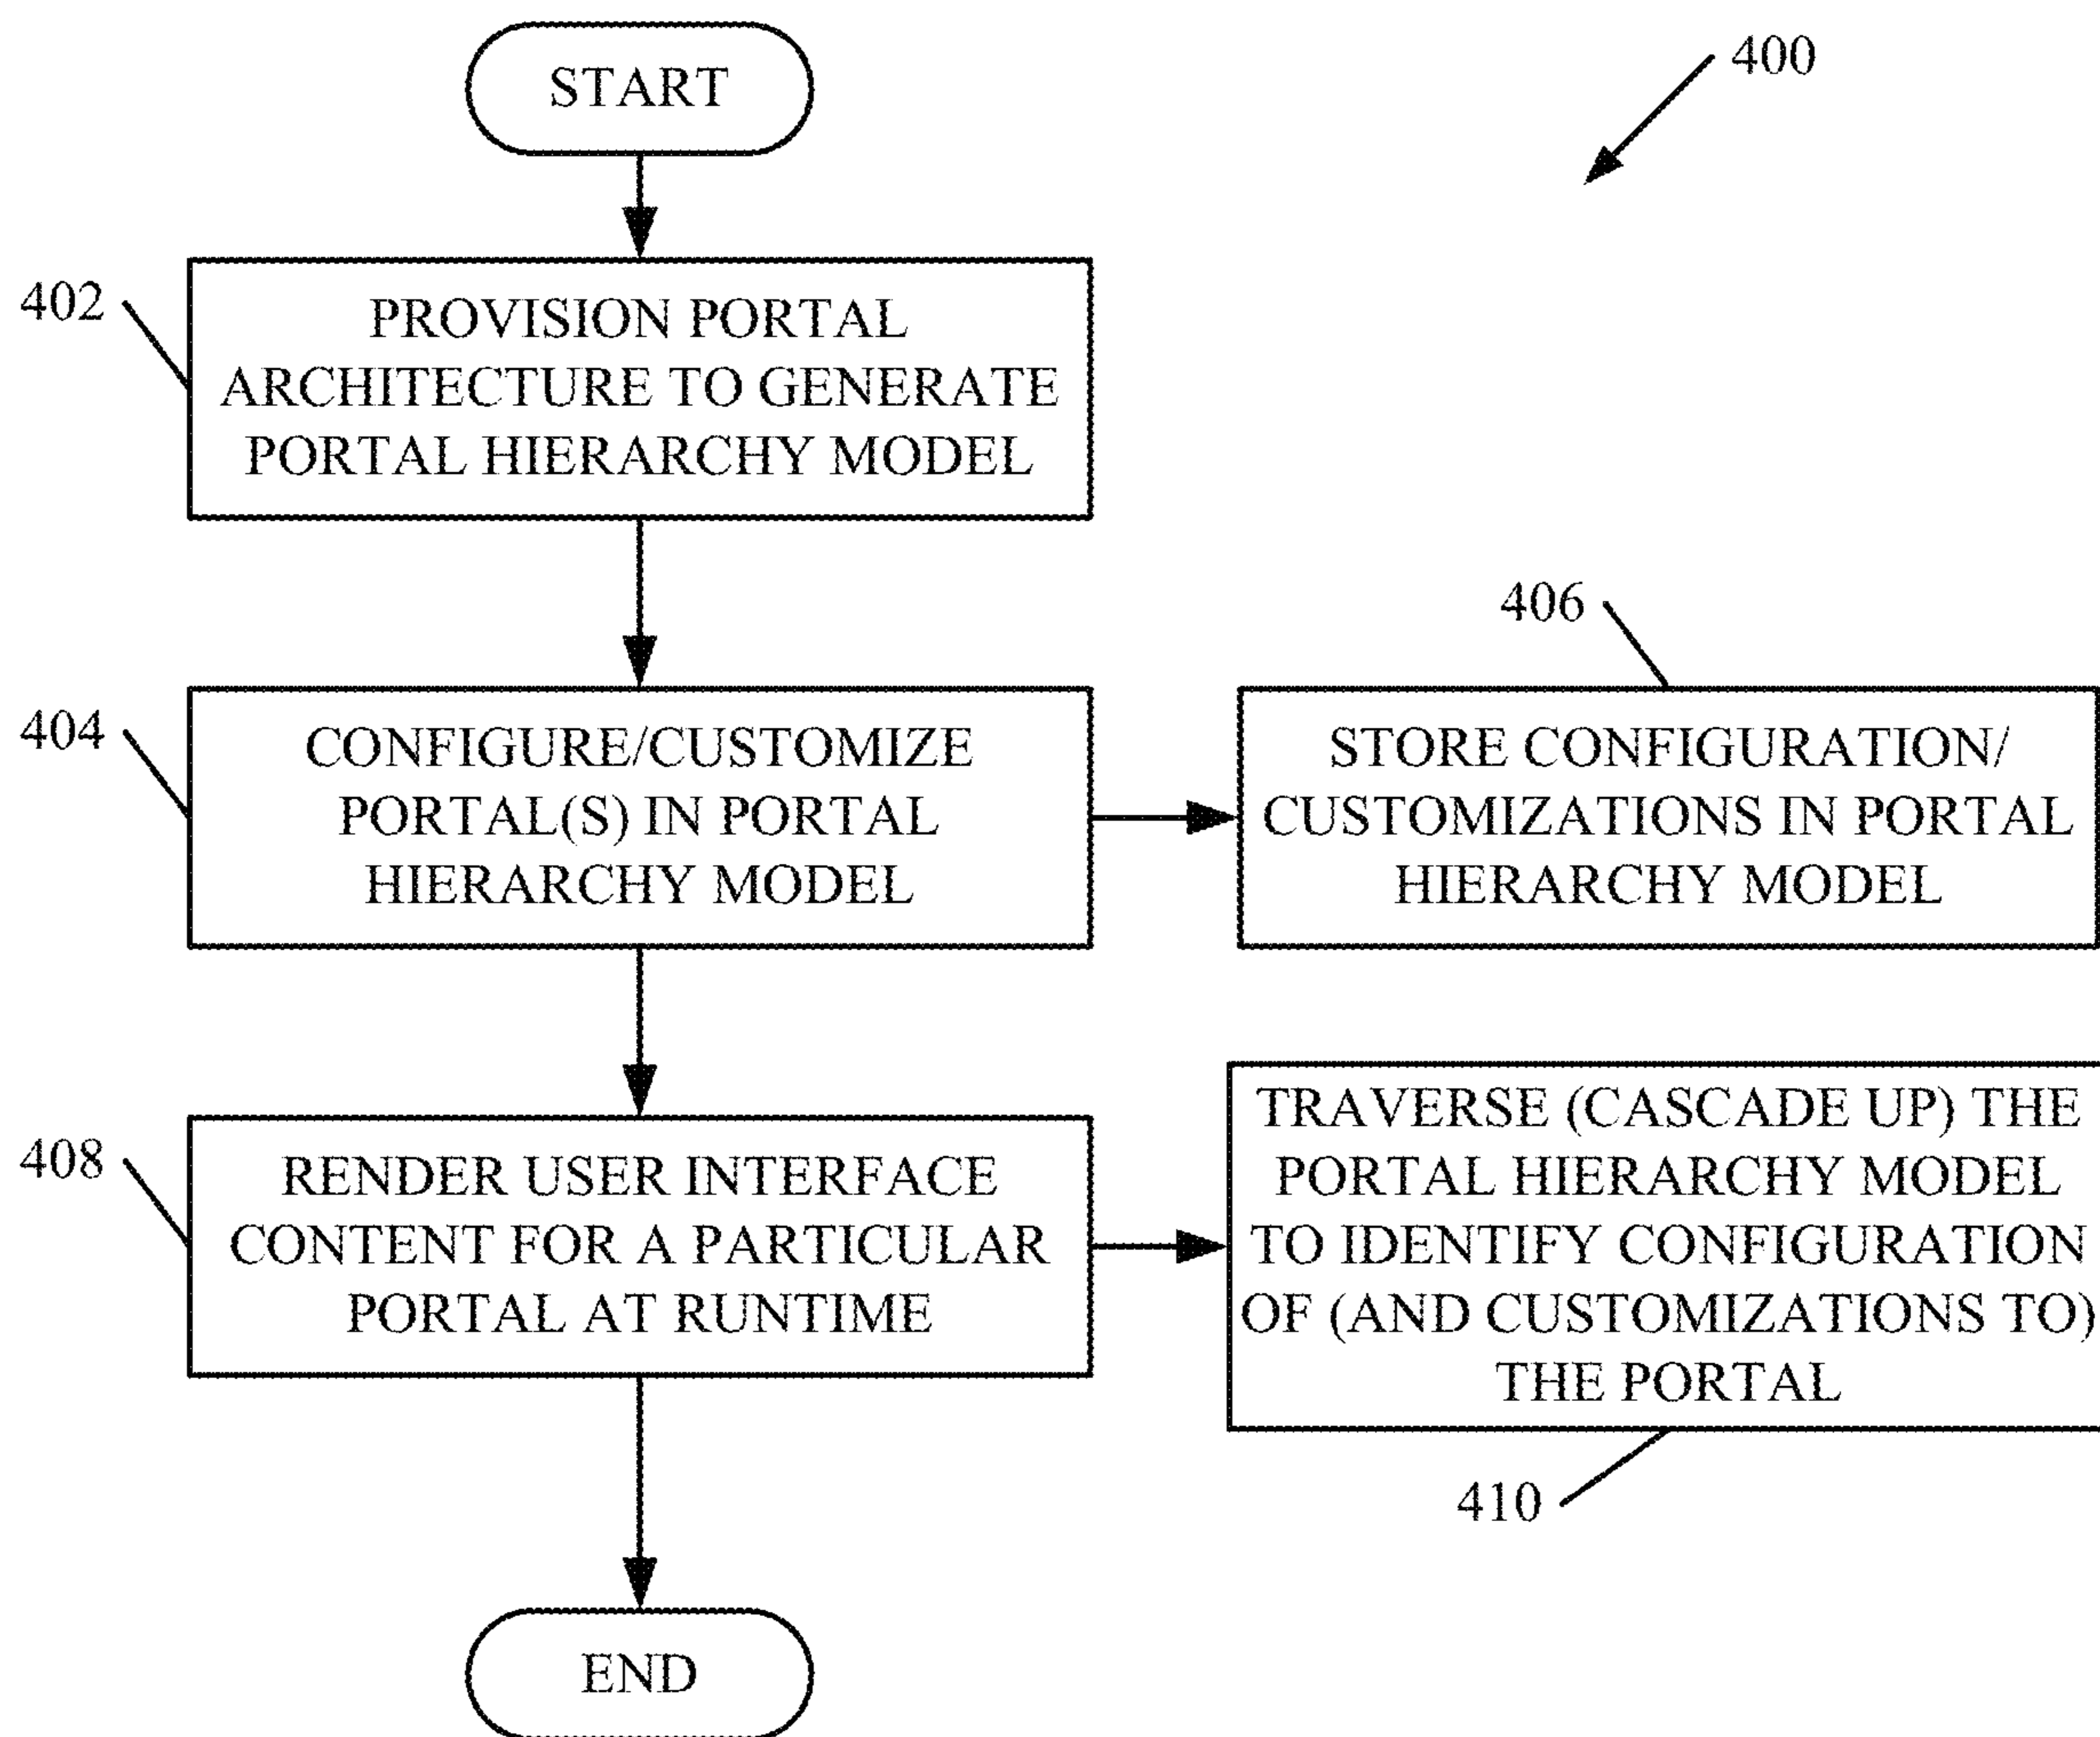 START
400
402
PROVISION PORTAL
ARCHITECTURE TO GENERATE
PORTAL HIERARCHY MODEL
404
CONFIGURE/CUSTOMIZE
PORTAL(S) IN PORTAL
HIERARCHY MODEL
406
STORE CONFIGURATION/
CUSTOMIZATIONS IN PORTAL
HIERARCHY MODEL
408
RENDER USER INTERFACE
CONTENT FOR A PARTICULAR
PORTAL AT RUNTIME
TRAVERSE (CASCADE UP) THE
PORTAL HIERARCHY MODEL
TO IDENTIFY CONFIGURATION
OF (AND CUSTOMIZATIONS TO)
THE PORTAL
410
END